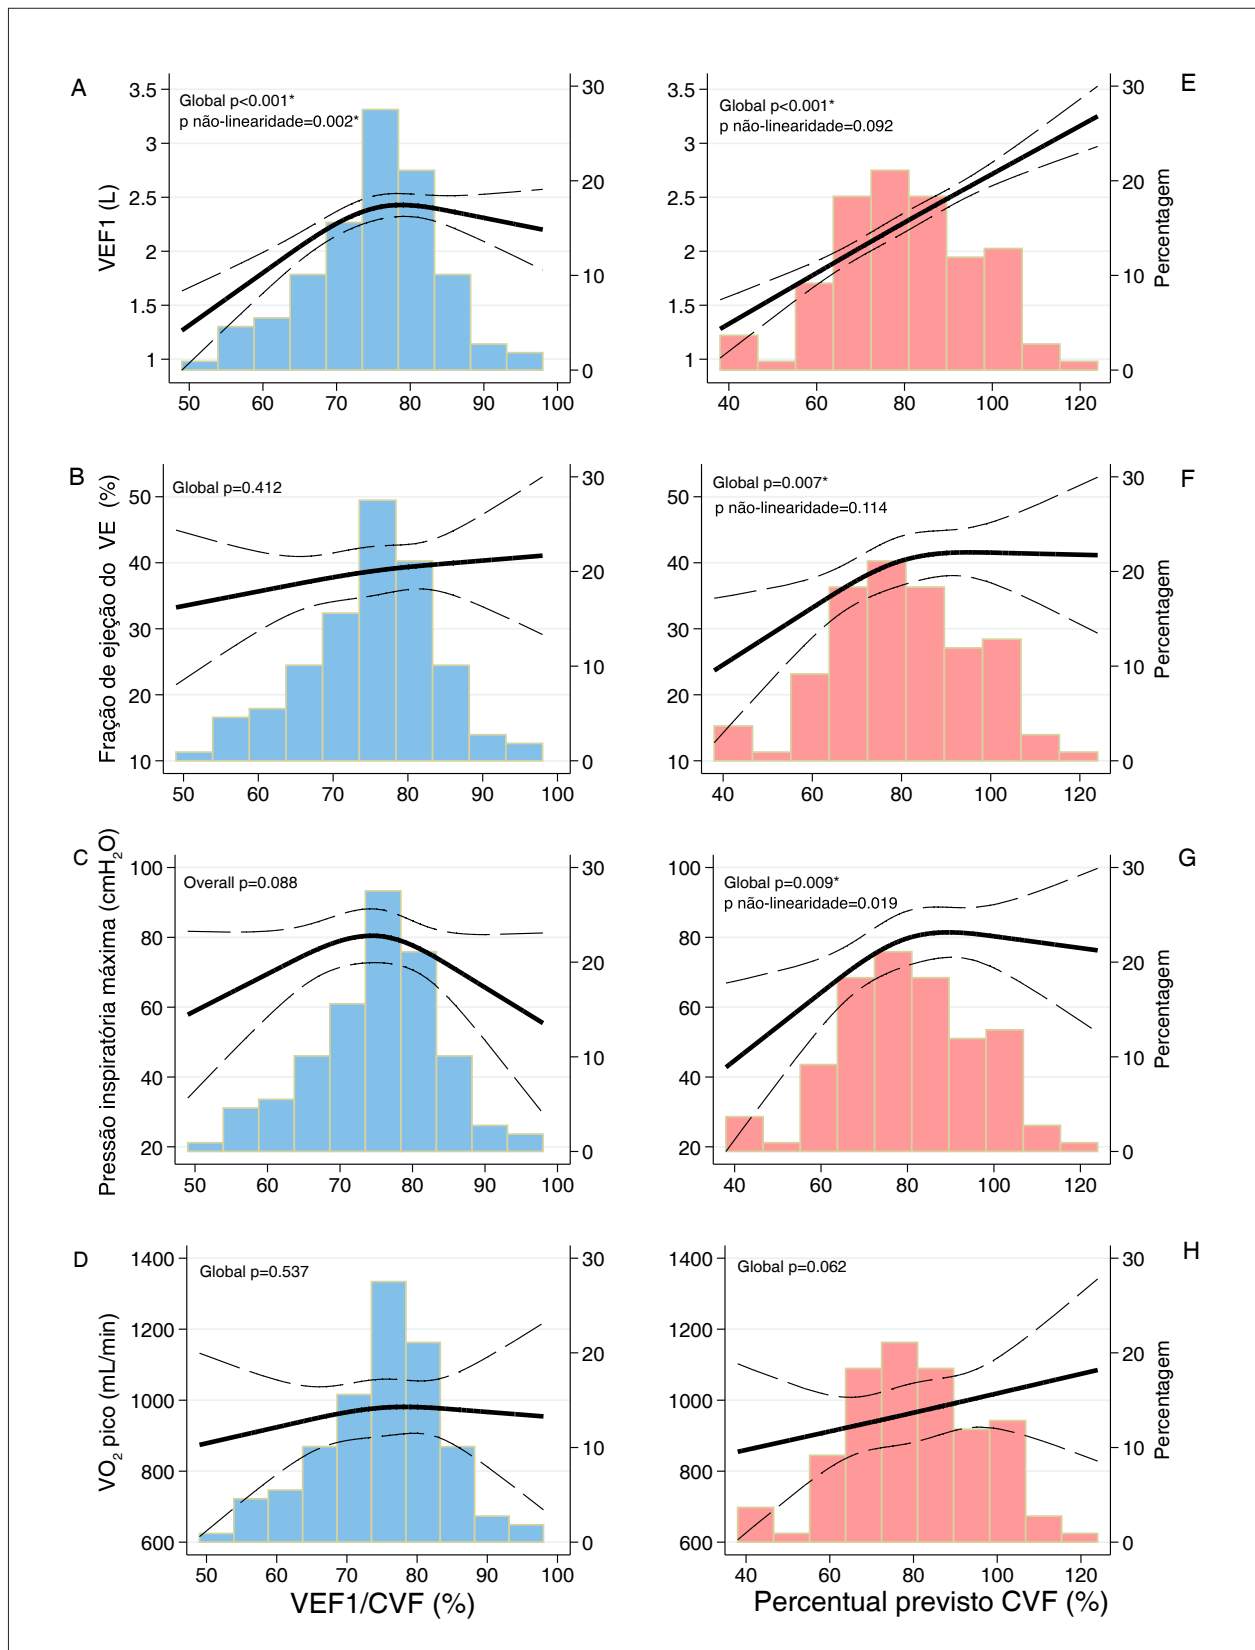 A
Global p<0.001*
p não-linearidade=0.002*
VEF1 (L)
3.5
3
2.5
2
1.5
1
30
20
10
0
50 60 70 80 90 100
E
Global p<0.001*
p não-linearidade=0.092
3.5
3
2.5
2
1.5
1
30
20
10
0
Percentagem
40 60 80 100 120
B
Global p=0.412
Fração de ejeção do VE (%)
50
40
30
20
10
30
20
10
0
50 60 70 80 90 100
F
Global p=0.007*
p não-linearidade=0.114
50
40
30
20
10
30
20
10
0
Percentagem
40 60 80 100 120
C
Overall p=0.088
Pressão inspiratória máxima (cmH₂O)
100
80
60
40
20
30
20
10
0
50 60 70 80 90 100
G
Global p=0.009*
p não-linearidade=0.019
100
80
60
40
20
30
20
10
0
Percentagem
40 60 80 100 120
D
Global p=0.537
VO₂ pico (mL/min)
1400
1200
1000
800
600
30
20
10
0
50 60 70 80 90 100
VEF1/CVF (%)
H
Global p=0.062
1400
1200
1000
800
600
30
20
10
0
Percentagem
40 60 80 100 120
Percentual previsto CVF (%)